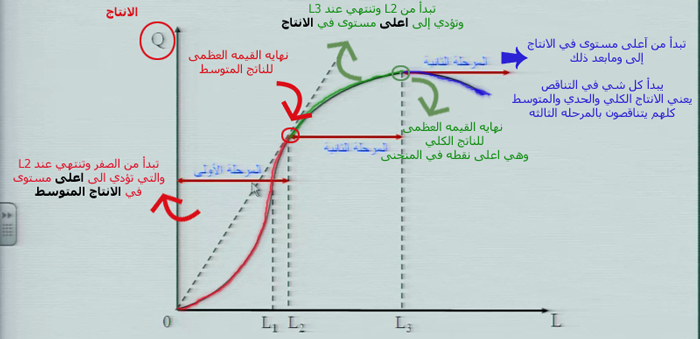 الانتاج
Q
تبدأ من L2 وتنتهي عند L3
وتؤدي إلى اعلى مستوى في الانتاج
نهايه القيمه العظمى
للناتج المتوسط
المرحلة الثانية
تبدأ من أعلى مستوى في الانتاج
إلى ومابعد ذلك
يبدأ كل شي في التناقص
يعني الانتاج الكلي والحدي والمتوسط
كلهم يتناقصون بالمرحله الثالثه
نهايه القيمه العظمى
للناتج الكلي
وهي اعلى نقطه في المنحنى
المرحلة الثانية
المرحلة الأولى
تبدأ من الصفر وتنتهي عند L2
والتي تؤدي الى اعلى مستوى
في الانتاج المتوسط
0
L1
L2
L3
L